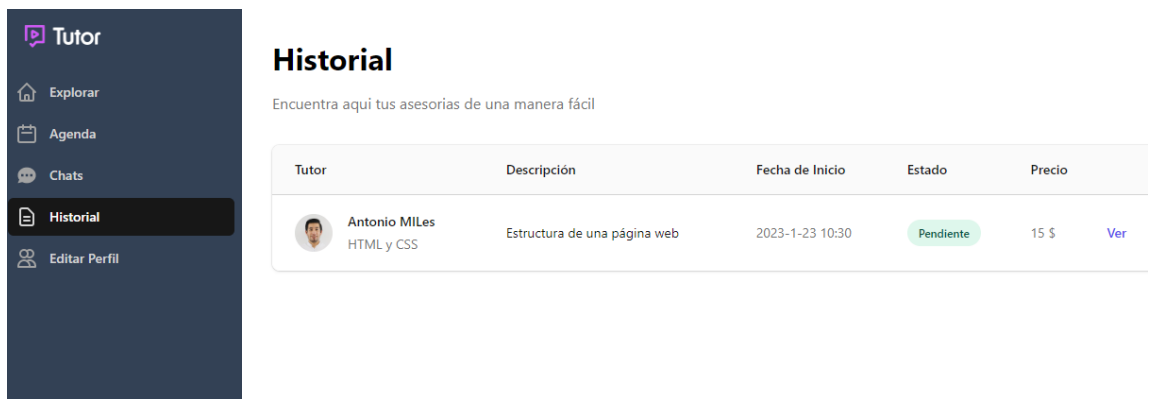 Tutor
Explorar
Agenda
Chats
Historial
Editar Perfil
Historial
Encuentra aqui tus asesorias de una manera fácil
Tutor Descripción Fecha de Inicio Estado Precio
Antonio MILes
HTML y CSS
Estructura de una página web 2023-1-23 10:30 Pendiente 15 $ Ver